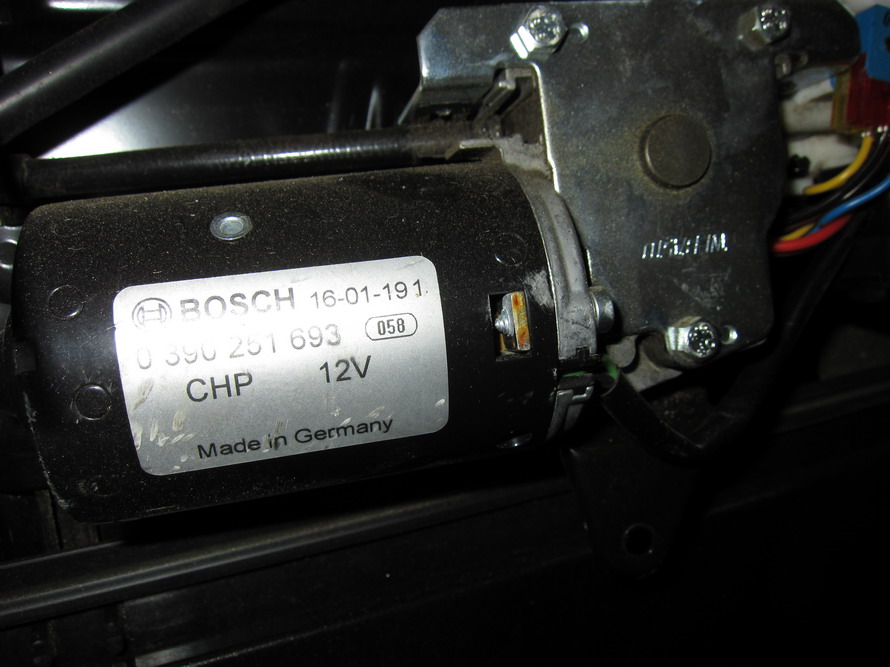 BOSCH 16-01-191
0 390 251 693 058
CHP 12V
Made in Germany